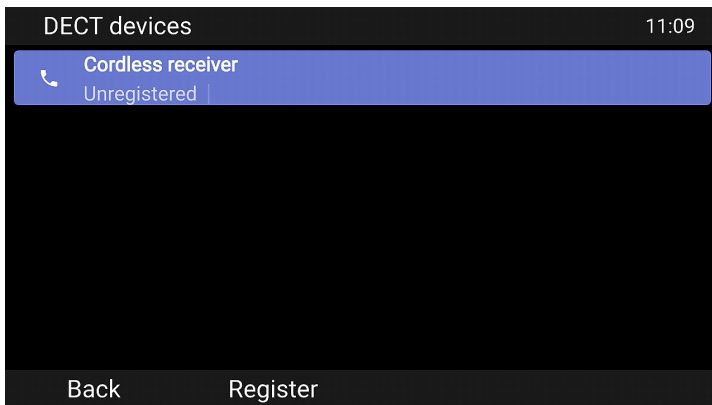 DECT devices 11:09
Cordless receiver
Unregistered |
Back Register